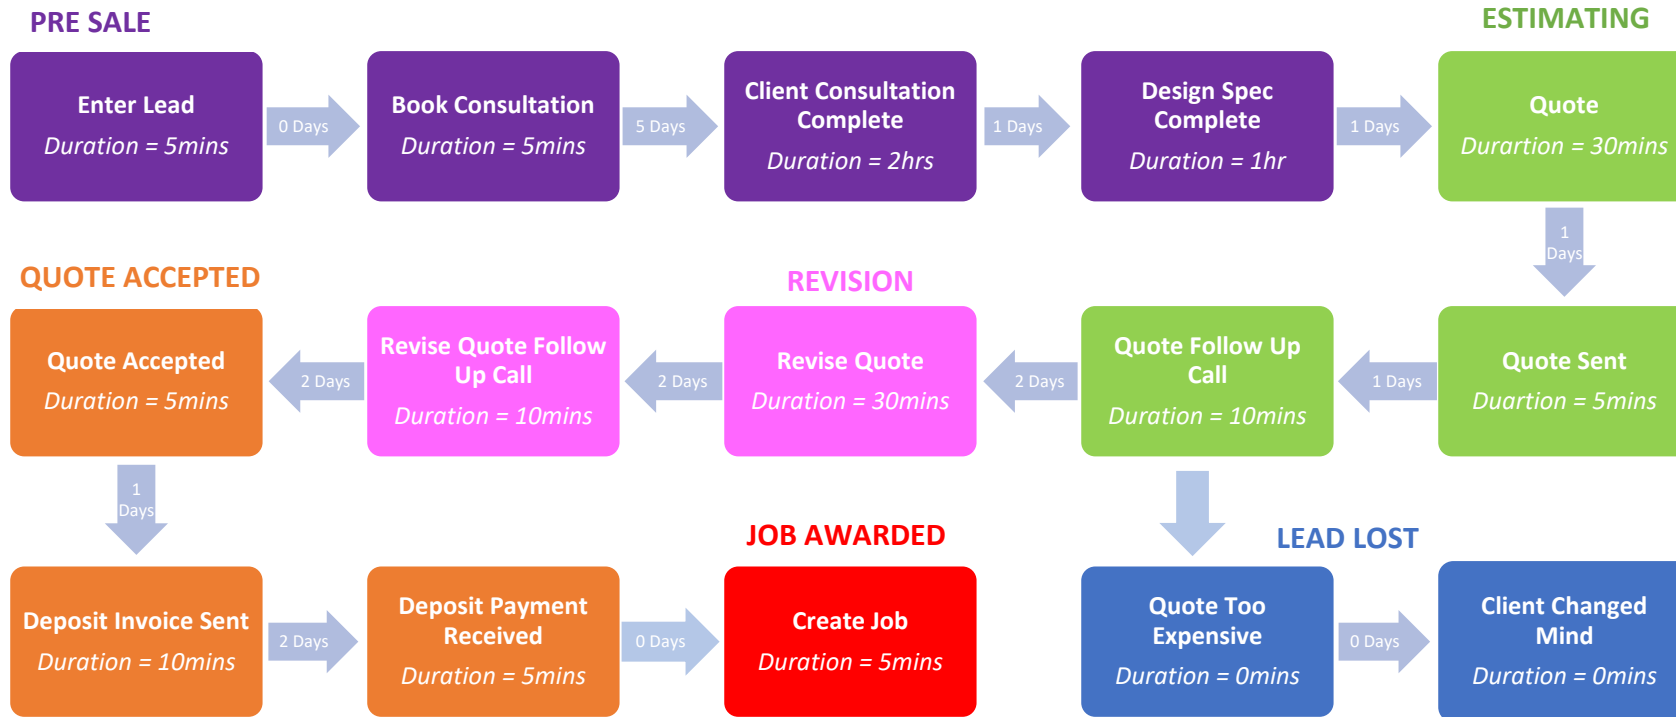 PRE SALE
ESTIMATING
Enter Lead
Duration = 5mins
0 Days
Book Consultation
Duration = 5mins
5 Days
Client Consultation
Complete
Duration = 2hrs
1 Days
Design Spec
Complete
Duration = 1hr
1 Days
Quote
Durartion = 30mins
1
Days
QUOTE ACCEPTED
REVISION
Quote Accepted
Duration = 5mins
2 Days
Revise Quote Follow
Up Call
Duration = 10mins
2 Days
Revise Quote
Duration = 30mins
2 Days
Quote Follow Up
Call
Duration = 10mins
1 Days
Quote Sent
Duartion = 5mins
1
Days
JOB AWARDED
LEAD LOST
Deposit Invoice Sent
Duration = 10mins
2 Days
Deposit Payment
Received
Duration = 5mins
0 Days
Create Job
Duration = 5mins
Quote Too
Expensive
Duration = 0mins
0 Days
Client Changed
Mind
Duration = 0mins